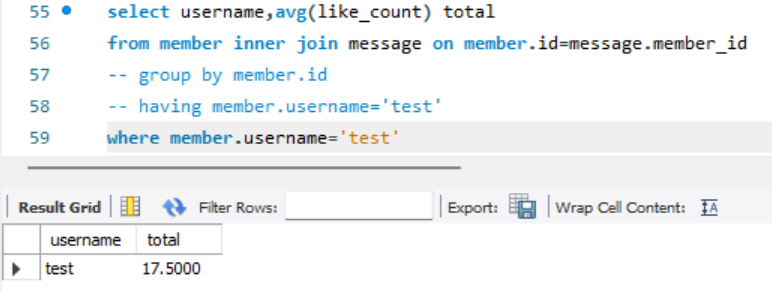 55 select username,avg(like_count) total
56 from member inner join message on member.id=message.member_id
57 -- group by member.id
58 -- having member.username='test'
59 where member.username='test'
Result Grid Filter Rows: Export: Wrap Cell Content: IA
username total
test 17.5000